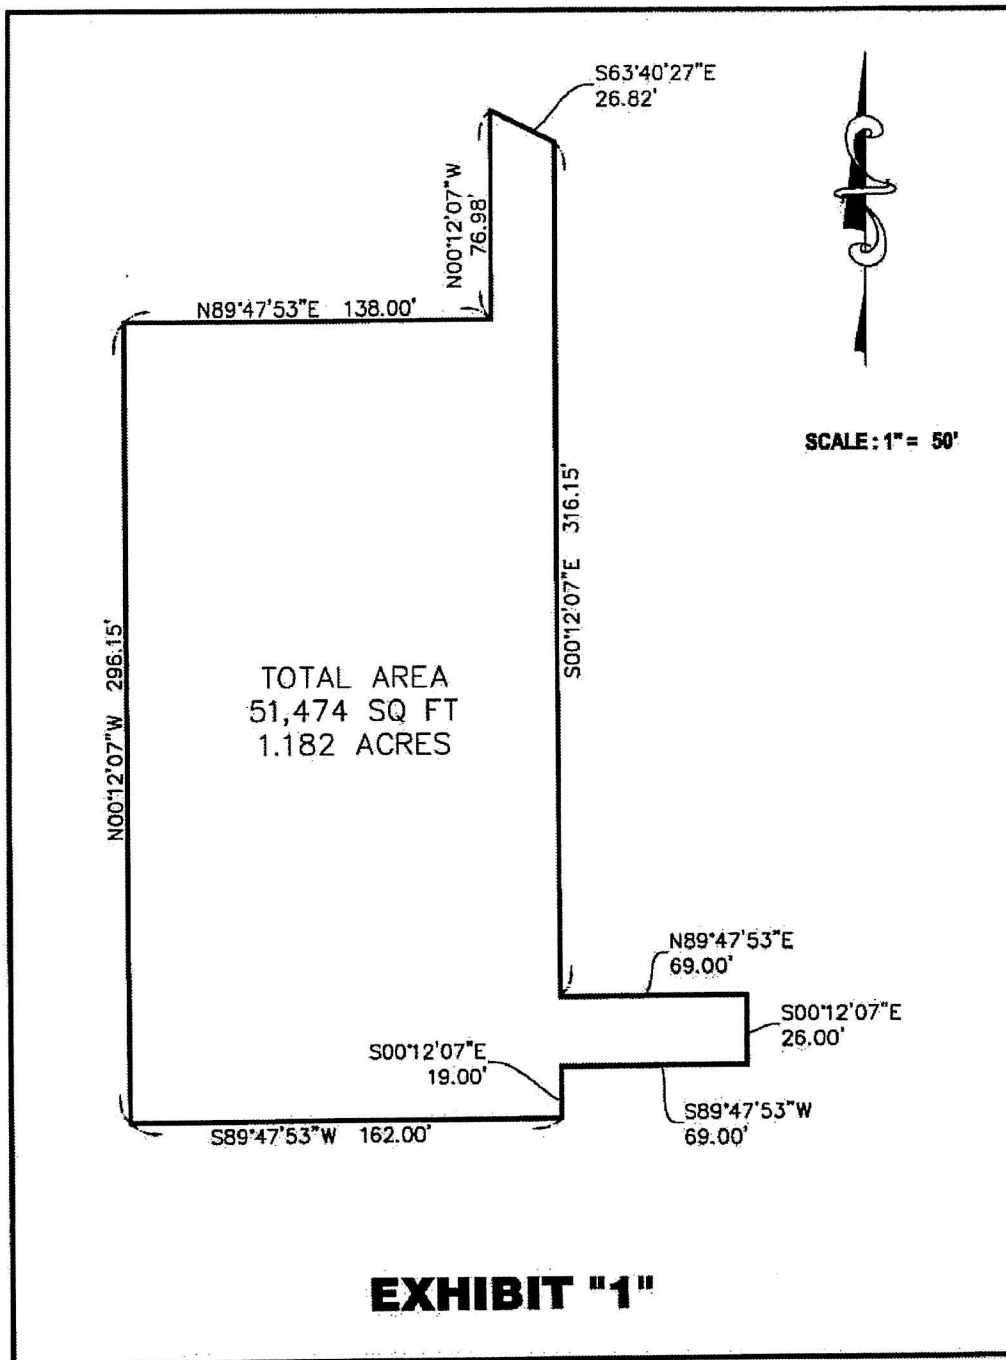 S63°40'27"E
26.82'
N00°12'07"W
76.98'
N89°47'53"E 138.00'
SCALE: 1" = 50'
S00°12'07"E 316.15'
N00°12'07"W 296.15'
TOTAL AREA
51,474 SQ FT
1.182 ACRES
N89°47'53"E
69.00'
S00°12'07"E
26.00'
S00°12'07"E
19.00'
S89°47'53"W
69.00'
S89°47'53"W 162.00'
EXHIBIT "1"